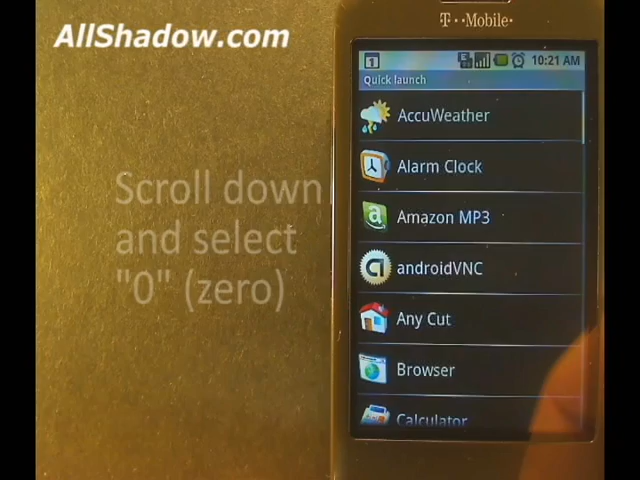 AllShadow.com
Scroll down
and select
"0" (zero)
T··Mobile·
1
10:21 AM
Quick launch
AccuWeather
Alarm Clock
a
Amazon MP3
androidVNC
Any Cut
Browser
Calculator